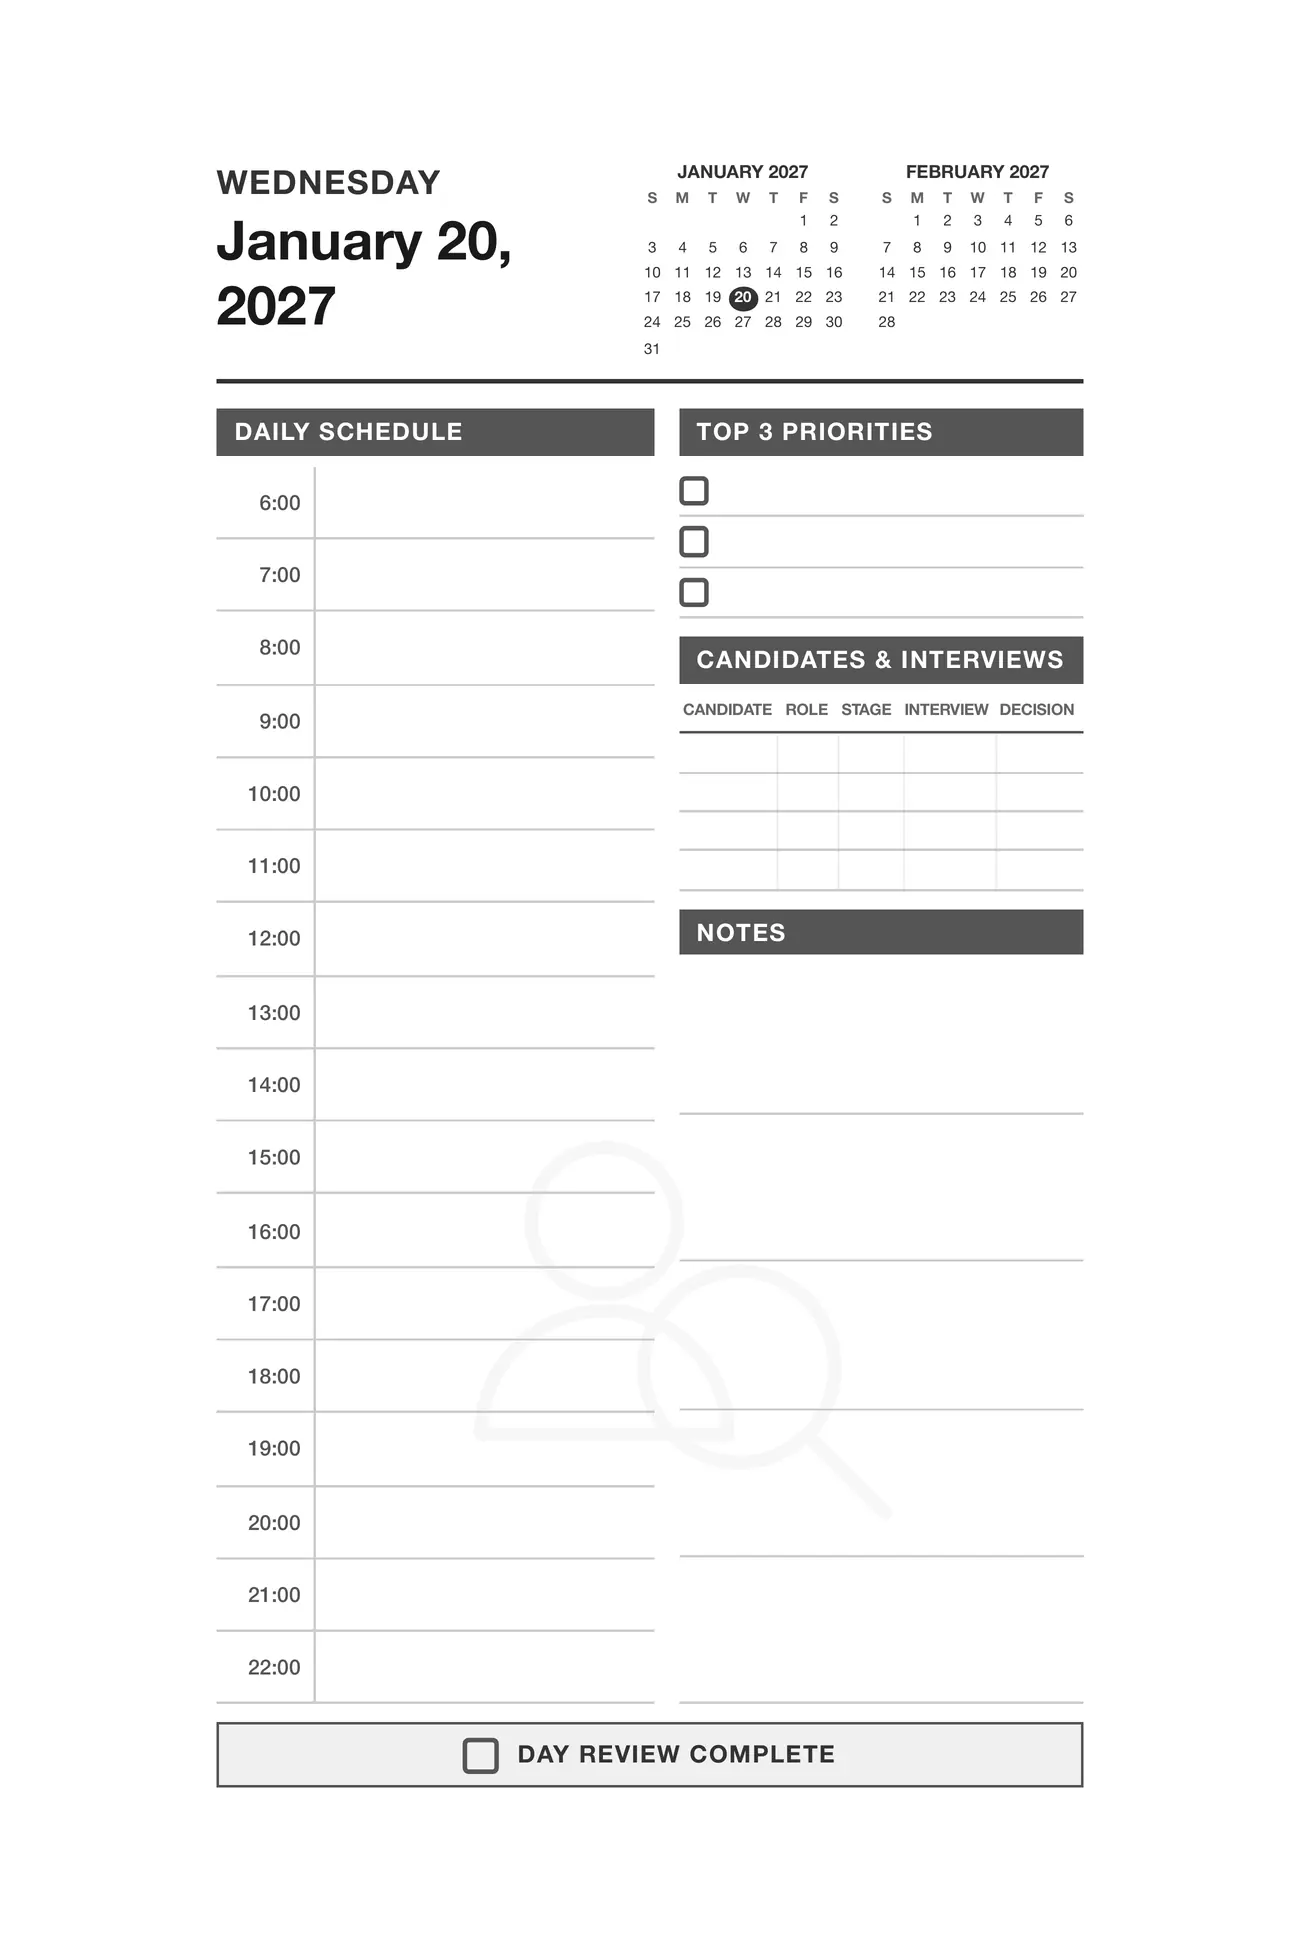 WEDNESDAY
January 20,
2027
JANUARY 2027
S M T W T F S
1 2
3 4 5 6 7 8 9
10 11 12 13 14 15 16
17 18 19 20 21 22 23
24 25 26 27 28 29 30
31
FEBRUARY 2027
S M T W T F S
1 2 3 4 5 6
7 8 9 10 11 12 13
14 15 16 17 18 19 20
21 22 23 24 25 26 27
28
DAILY SCHEDULE
6:00
7:00
8:00
9:00
10:00
11:00
12:00
13:00
14:00
15:00
16:00
17:00
18:00
19:00
20:00
21:00
22:00
TOP 3 PRIORITIES
CANDIDATES & INTERVIEWS
CANDIDATE ROLE STAGE INTERVIEW DECISION
NOTES
DAY REVIEW COMPLETE